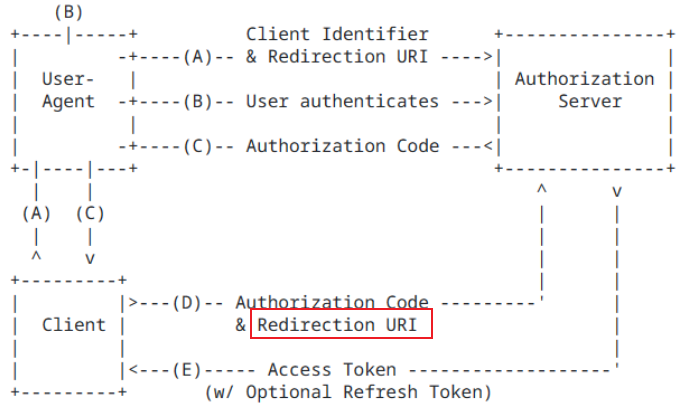 (B)
Client Identifier
(A) & Redirection URI
User-Agent
Authorization Server
(B) User authenticates
(C) Authorization Code
(A) (C)
Client
(D) Authorization Code
& Redirection URI
(E) Access Token
(w/ Optional Refresh Token)